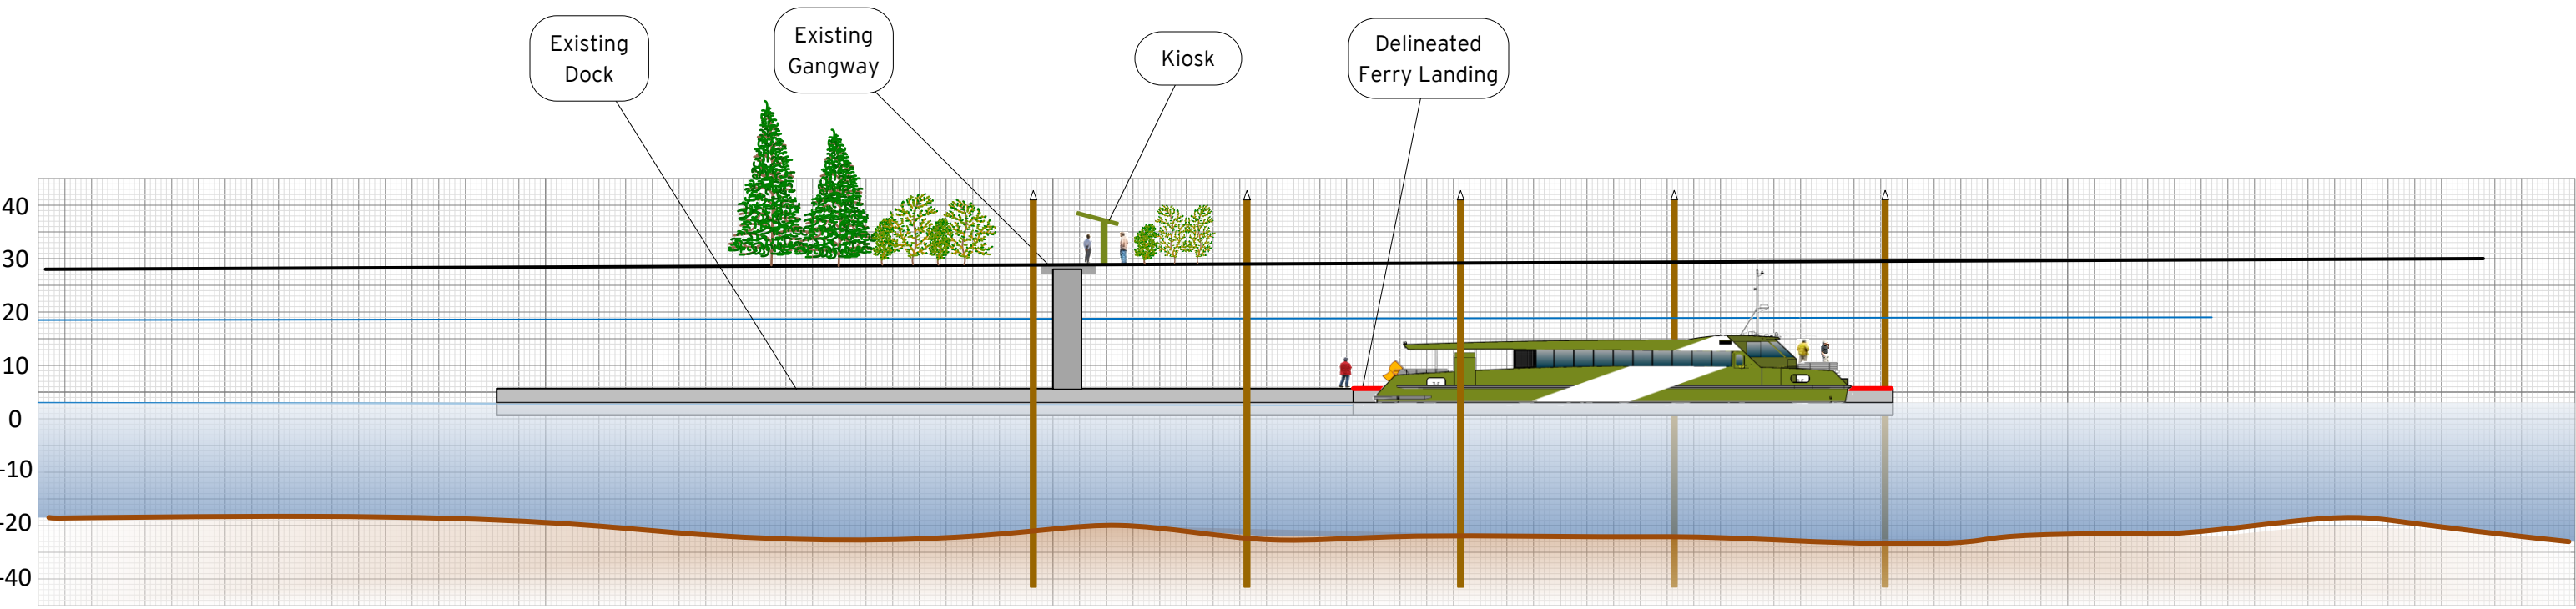 Existing
Dock
Existing
Gangway
Kiosk
Delineated
Ferry Landing
40
30
20
10
0
-10
-20
-40